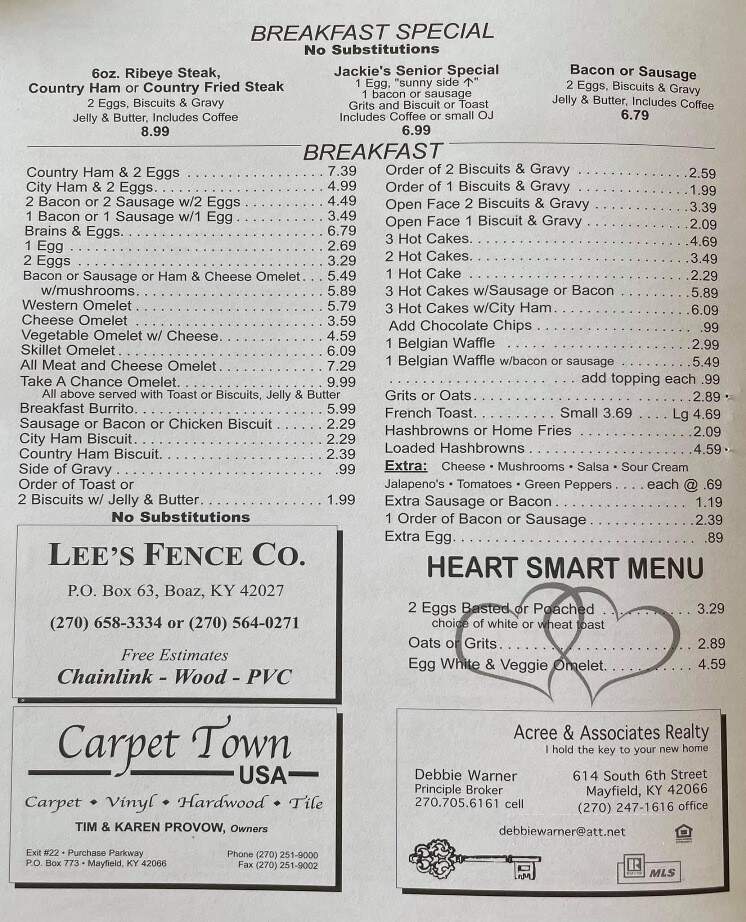 BREAKFAST SPECIAL
No Substitutions
6oz. Ribeye Steak,
Country Ham or Country Fried Steak
2 Eggs, Biscuits & Gravy
Jelly & Butter, Includes Coffee
8.99
Jackie's Senior Special
1 Egg, "sunny side ↑"
1 bacon or sausage
Grits and Biscuit or Toast
Includes Coffee or small OJ
6.99
Bacon or Sausage
2 Eggs, Biscuits & Gravy
Jelly & Butter, Includes Coffee
6.79
BREAKFAST
Country Ham & 2 Eggs . . . . . . . . . . . . . . . . . 7.39
City Ham & 2 Eggs. . . . . . . . . . . . . . . . . . . . . 4.99
2 Bacon or 2 Sausage w/2 Eggs . . . . . . . . . . 4.49
1 Bacon or 1 Sausage w/1 Egg . . . . . . . . . . . 3.49
Brains & Eggs. . . . . . . . . . . . . . . . . . . . . . . . . 6.79
1 Egg . . . . . . . . . . . . . . . . . . . . . . . . . . . . . . . 2.69
2 Eggs . . . . . . . . . . . . . . . . . . . . . . . . . . . . . . 3.29
Bacon or Sausage or Ham & Cheese Omelet. . . 5.49
w/mushrooms. . . . . . . . . . . . . . . . . . . . . . . 5.89
Western Omelet . . . . . . . . . . . . . . . . . . . . . . . 5.79
Cheese Omelet . . . . . . . . . . . . . . . . . . . . . . . 3.59
Vegetable Omelet w/ Cheese. . . . . . . . . . . . . 4.59
Skillet Omelet . . . . . . . . . . . . . . . . . . . . . . . . . 6.09
All Meat and Cheese Omelet. . . . . . . . . . . . . 7.29
Take A Chance Omelet. . . . . . . . . . . . . . . . . . 9.99
All above served with Toast or Biscuits, Jelly & Butter
Breakfast Burrito. . . . . . . . . . . . . . . . . . . . . . . 5.99
Sausage or Bacon or Chicken Biscuit . . . . . . 2.29
City Ham Biscuit. . . . . . . . . . . . . . . . . . . . . . . 2.29
Country Ham Biscuit. . . . . . . . . . . . . . . . . . . . 2.39
Side of Gravy . . . . . . . . . . . . . . . . . . . . . . . . . .99
Order of Toast or
2 Biscuits w/ Jelly & Butter. . . . . . . . . . . . . . . 1.99
No Substitutions
Order of 2 Biscuits & Gravy . . . . . . . . . . . . . .2.59
Order of 1 Biscuits & Gravy . . . . . . . . . . . . . .1.99
Open Face 2 Biscuits & Gravy . . . . . . . . . . . .3.39
Open Face 1 Biscuit & Gravy . . . . . . . . . . . . .2.09
3 Hot Cakes. . . . . . . . . . . . . . . . . . . . . . . . . . .4.69
2 Hot Cakes. . . . . . . . . . . . . . . . . . . . . . . . . . .3.49
1 Hot Cake . . . . . . . . . . . . . . . . . . . . . . . . . . . .2.29
3 Hot Cakes w/Sausage or Bacon . . . . . . . . .5.89
3 Hot Cakes w/City Ham. . . . . . . . . . . . . . . . .6.09
Add Chocolate Chips . . . . . . . . . . . . . . . . . . . .99
1 Belgian Waffle . . . . . . . . . . . . . . . . . . . . . . .2.99
1 Belgian Waffle w/bacon or sausage . . . . . . . . .5.49
. . . . . . . . . . . . . . . . . . . . . add topping each .99
Grits or Oats. . . . . . . . . . . . . . . . . . . . . . . . . . .2.89
French Toast. . . . . . . . . . Small 3.69 . . . . Lg 4.69
Hashbrowns or Home Fries . . . . . . . . . . . . . .2.09
Loaded Hashbrowns . . . . . . . . . . . . . . . . . . . .4.59
Extra: Cheese • Mushrooms • Salsa • Sour Cream
Jalapeno's • Tomatoes • Green Peppers . . . . each @ .69
Extra Sausage or Bacon . . . . . . . . . . . . . . . . 1.19
1 Order of Bacon or Sausage . . . . . . . . . . . . .2.39
Extra Egg. . . . . . . . . . . . . . . . . . . . . . . . . . . . . .89
HEART SMART MENU
2 Eggs Basted or Poached . . . . . . . . . . 3.29
choice of white or wheat toast
Oats or Grits. . . . . . . . . . . . . . . . . . . . . 2.89
Egg White & Veggie Omelet. . . . . . . . . 4.59
LEE'S FENCE CO.
P.O. Box 63, Boaz, KY 42027
(270) 658-3334 or (270) 564-0271
Free Estimates
Chainlink - Wood - PVC
Carpet Town
USA
Carpet • Vinyl • Hardwood • Tile
TIM & KAREN PROVOW, Owners
Exit #22 • Purchase Parkway
P.O. Box 773 • Mayfield, KY 42066
Phone (270) 251-9000
Fax (270) 251-9002
Acree & Associates Realty
I hold the key to your new home
Debbie Warner
Principle Broker
270.705.6161 cell
614 South 6th Street
Mayfield, KY 42066
(270) 247-1616 office
debbiewarner@att.net
R MLS